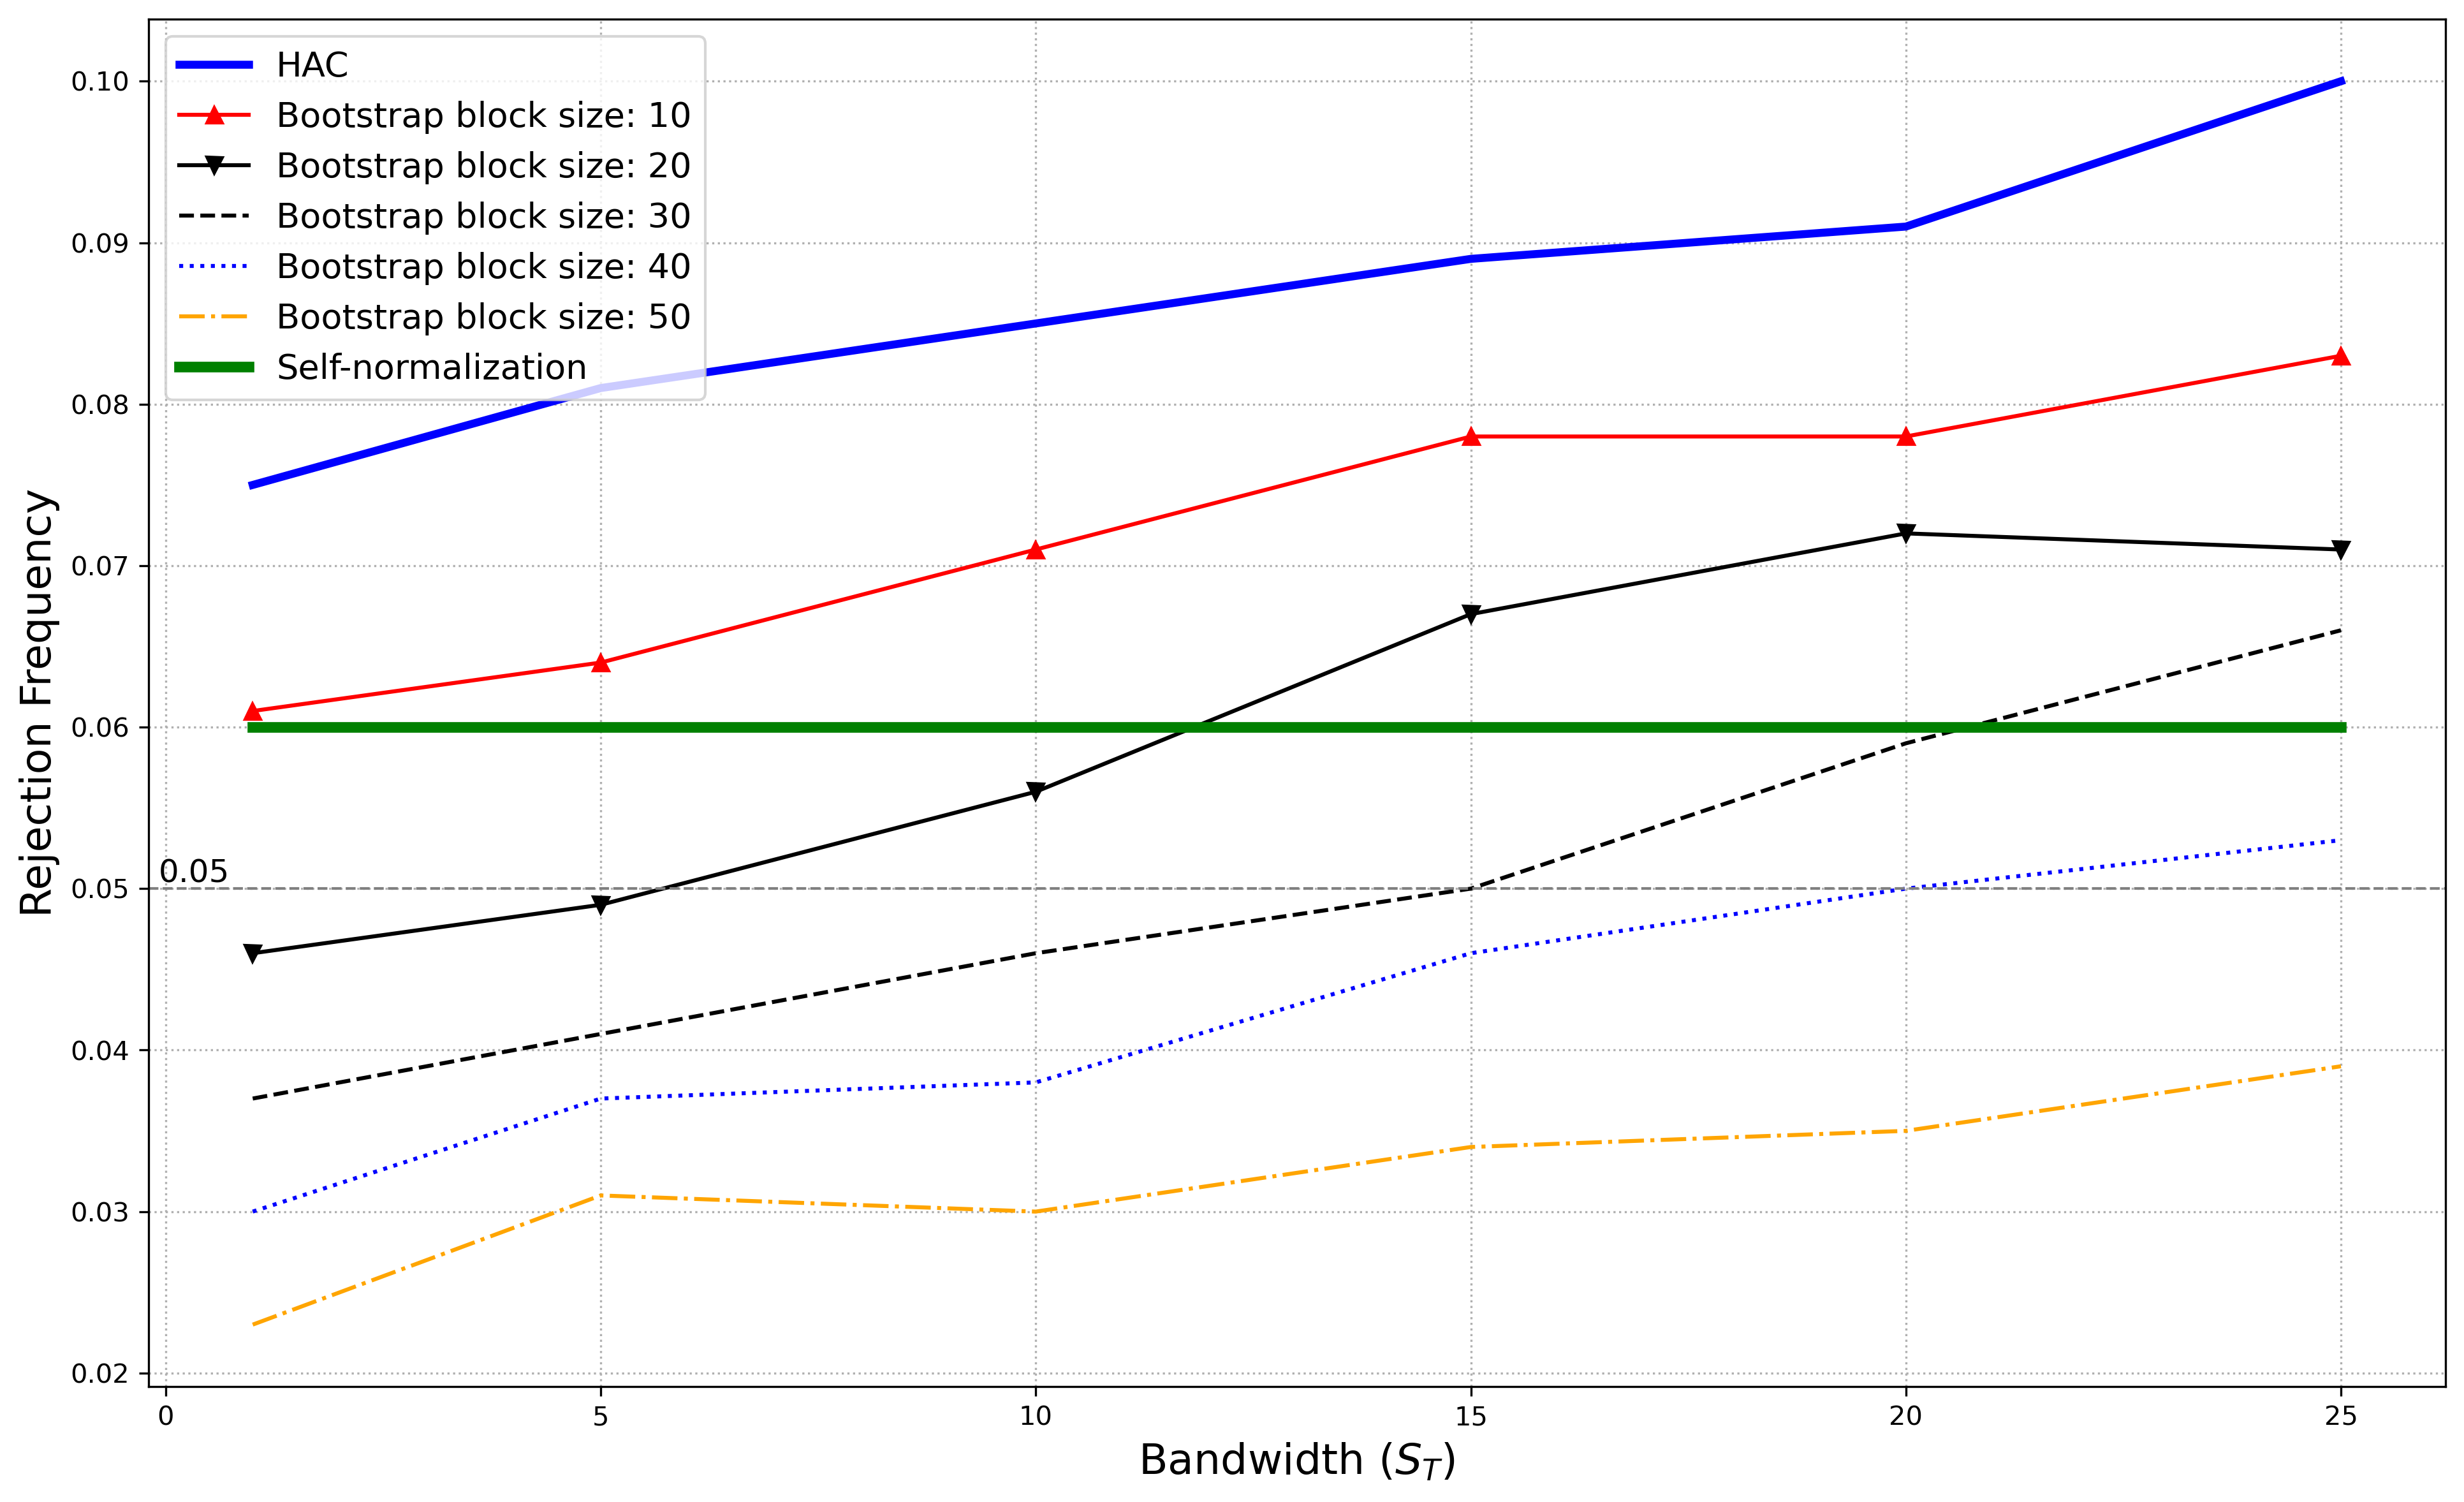 HAC
Bootstrap block size: 10
Bootstrap block size: 20
Bootstrap block size: 30
Bootstrap block size: 40
Bootstrap block size: 50
Self-normalization
0.10
0.09
0.08
0.07
0.06
0.05
0.04
0.03
0.02
0.05
Rejection Frequency
0 5 10 15 20 25
Bandwidth (S_T)